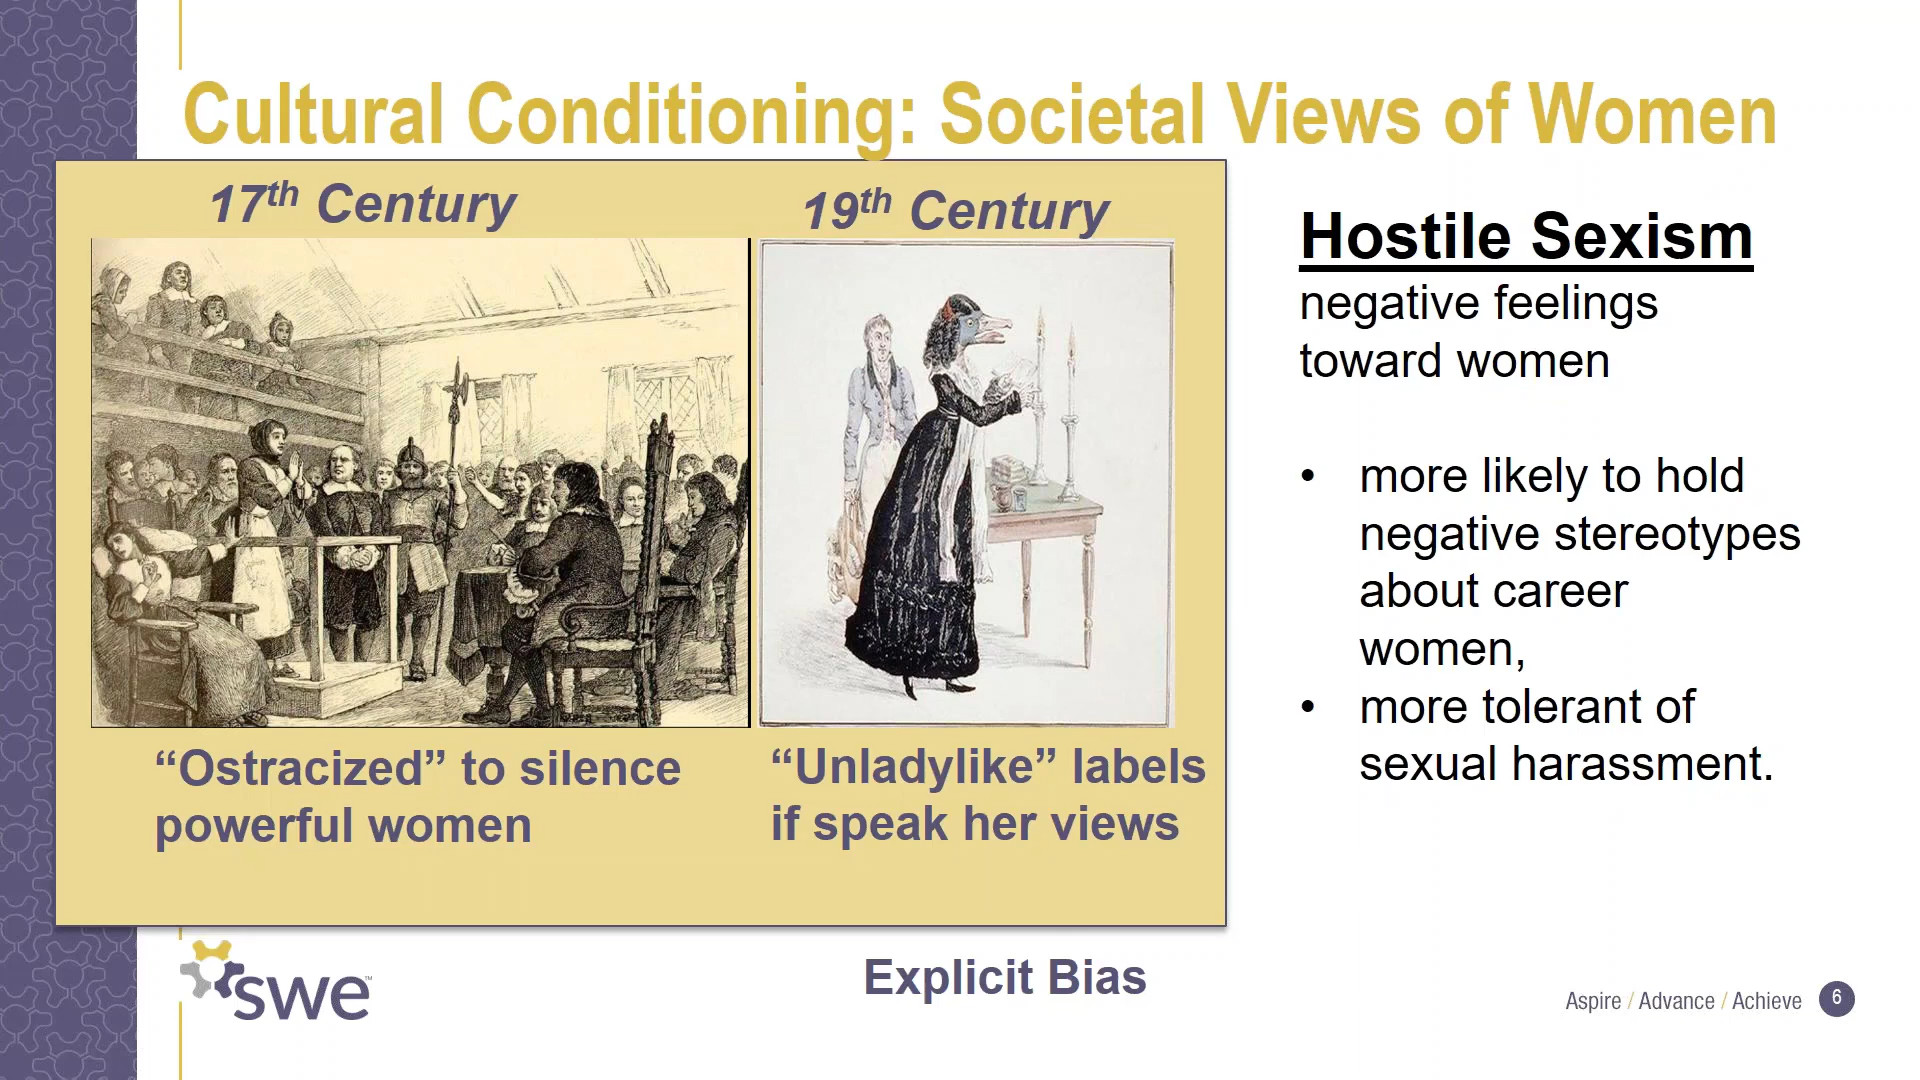 Cultural Conditioning: Societal Views of Women
17th Century
19th Century
“Ostracized” to silence
powerful women
“Unladylike” labels
if speak her views
Hostile Sexism
negative feelings
toward women
• more likely to hold
negative stereotypes
about career
women,
• more tolerant of
sexual harassment.
Explicit Bias
swe™
Aspire / Advance / Achieve 6